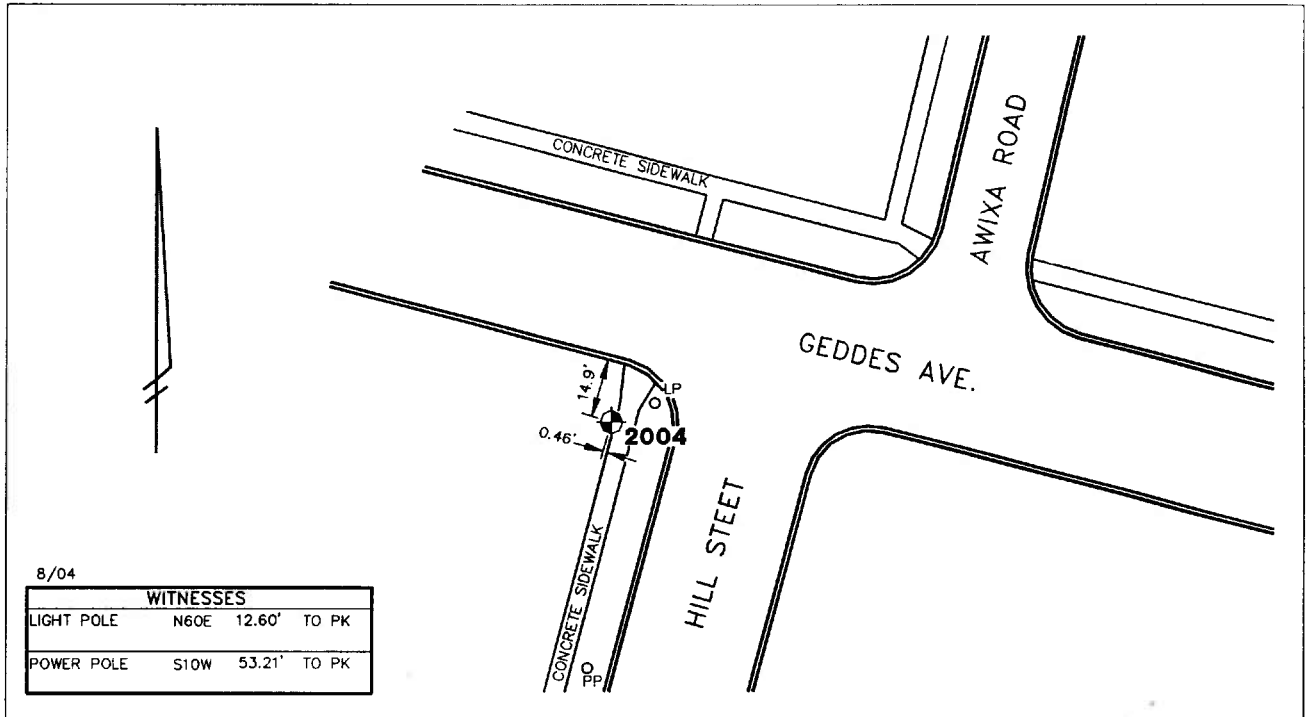 CONCRETE SIDEWALK
AWIXA ROAD
GEDDES AVE.
14.9'
LP
2004
0.46'
HILL STEET
CONCRETE SIDEWALK
PP
8/04
WITNESSES
LIGHT POLE N60E 12.60' TO PK
POWER POLE S10W 53.21' TO PK